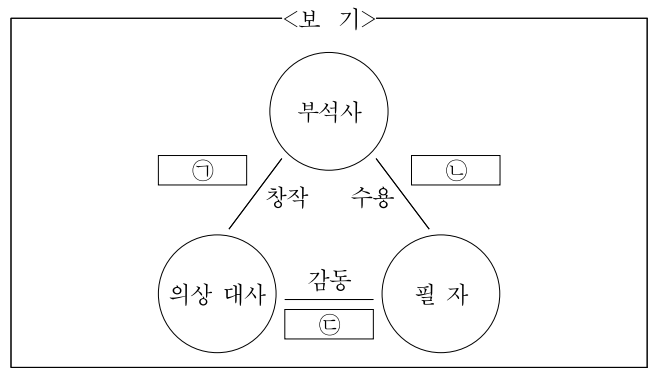 <보 기>
부석사
㉠ ㉡
창작 수용
의상 대사 감동 필 자
㉢